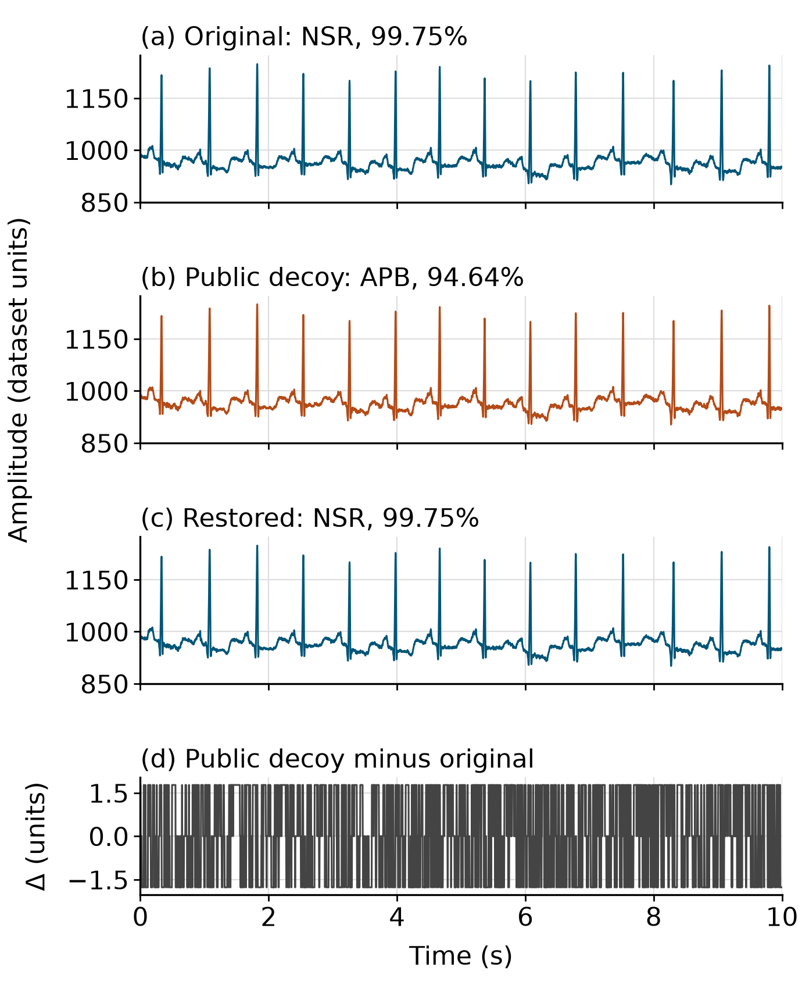 (a) Original: NSR, 99.75%
1150
1000
850
Amplitude (dataset units)
(b) Public decoy: APB, 94.64%
1150
1000
850
(c) Restored: NSR, 99.75%
1150
1000
850
(d) Public decoy minus original
Δ (units)
1.5
0.0
−1.5
0 2 4 6 8 10
Time (s)